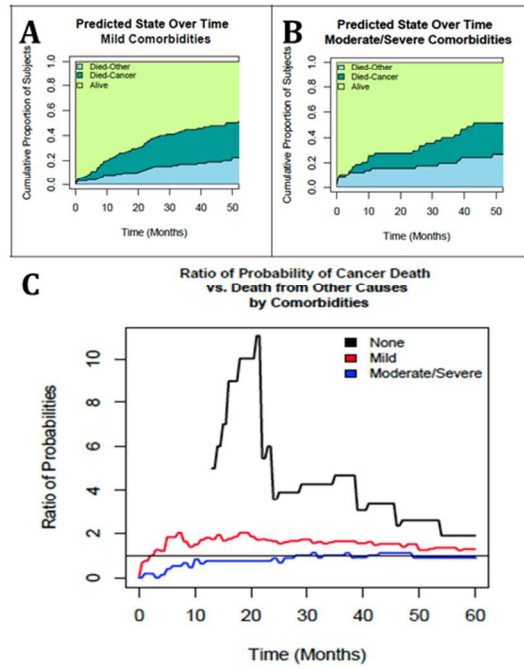 A
Predicted State Over Time
Mild Comorbidities
Cumulative Proportion of Subjects
0.0 0.2 0.4 0.6 0.8 1.0
Died-Other
Died-Cancer
Alive
0 10 20 30 40 50
Time (Months)
B
Predicted State Over Time
Moderate/Severe Comorbidities
Cumulative Proportion of Subjects
0.0 0.2 0.4 0.6 0.8 1.0
Died-Other
Died-Cancer
Alive
0 10 20 30 40 50
Time (Months)
C
Ratio of Probability of Cancer Death
vs. Death from Other Causes
by Comorbidities
Ratio of Probabilities
0 2 4 6 8 10
None
Mild
Moderate/Severe
0 10 20 30 40 50 60
Time (Months)